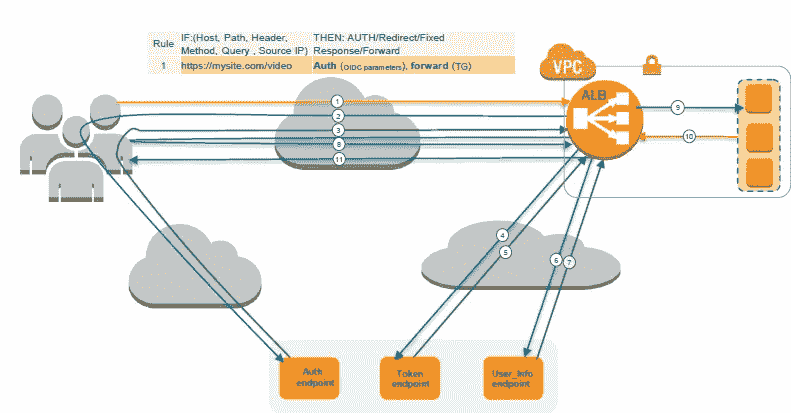 Rule
IF:(Host, Path, Header,
Method, Query , Source IP)
THEN: AUTH/Redirect/Fixed
Response/Forward
1
https://mysite.com/video
Auth (OIDC parameters), forward (TG)
VPC
ALB
1
2
3
8
11
9
10
4
5
6
7
Auth
endpoint
Token
endpoint
User_Info
endpoint